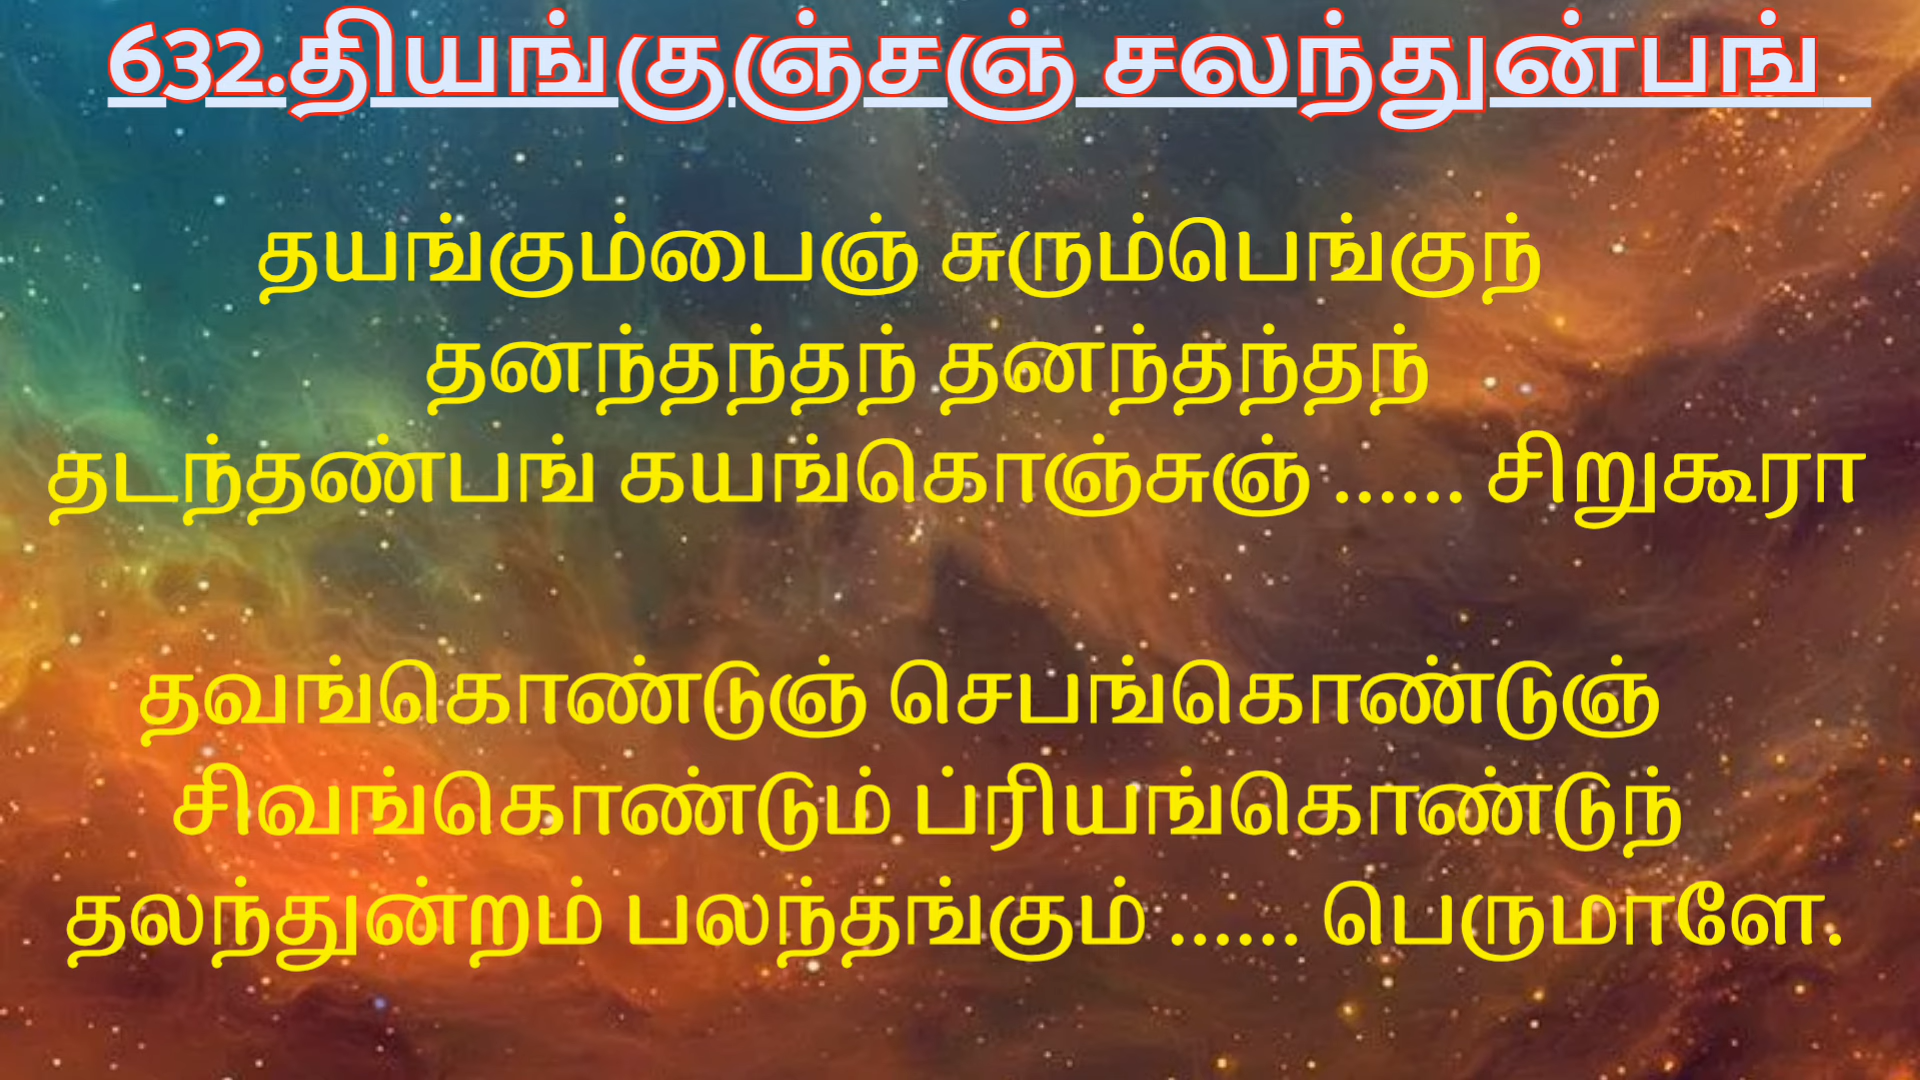 632.தியங்குஞ்சஞ் சலந்துன்பங்
தயங்கும்பைஞ் சுரும்பெங்குந்
தனந்தந்தந் தனந்தந்தந்
தடந்தண்பங் கயங்கொஞ்சுஞ் ...... சிறுகூரா
தவங்கொண்டுஞ் செபங்கொண்டுஞ்
சிவங்கொண்டும் ப்ரியங்கொண்டுந்
தலந்துன்றம் பலந்தங்கும் ...... பெருமாளே.